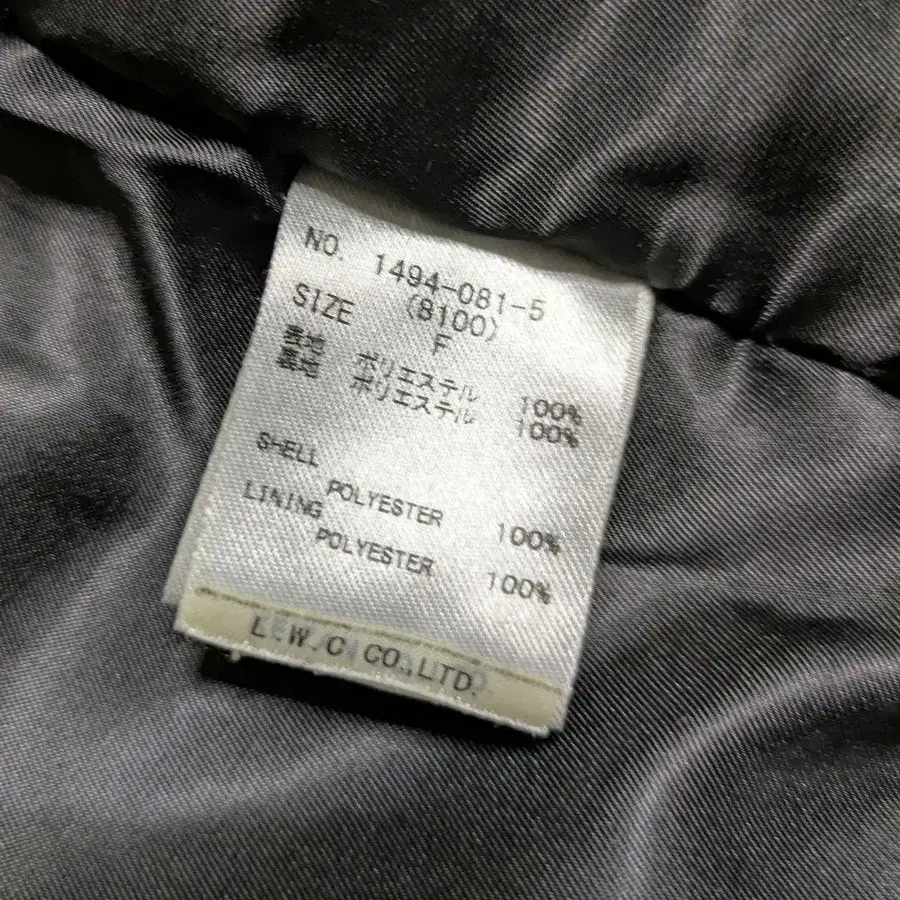 NO. 1494-081-5
(8100)
SIZE F
表地 ポリエステル 100%
裏地 ポリエステル 100%
SHELL
POLYESTER 100%
LINING
POLYESTER 100%
L.W.C CO.,LTD.